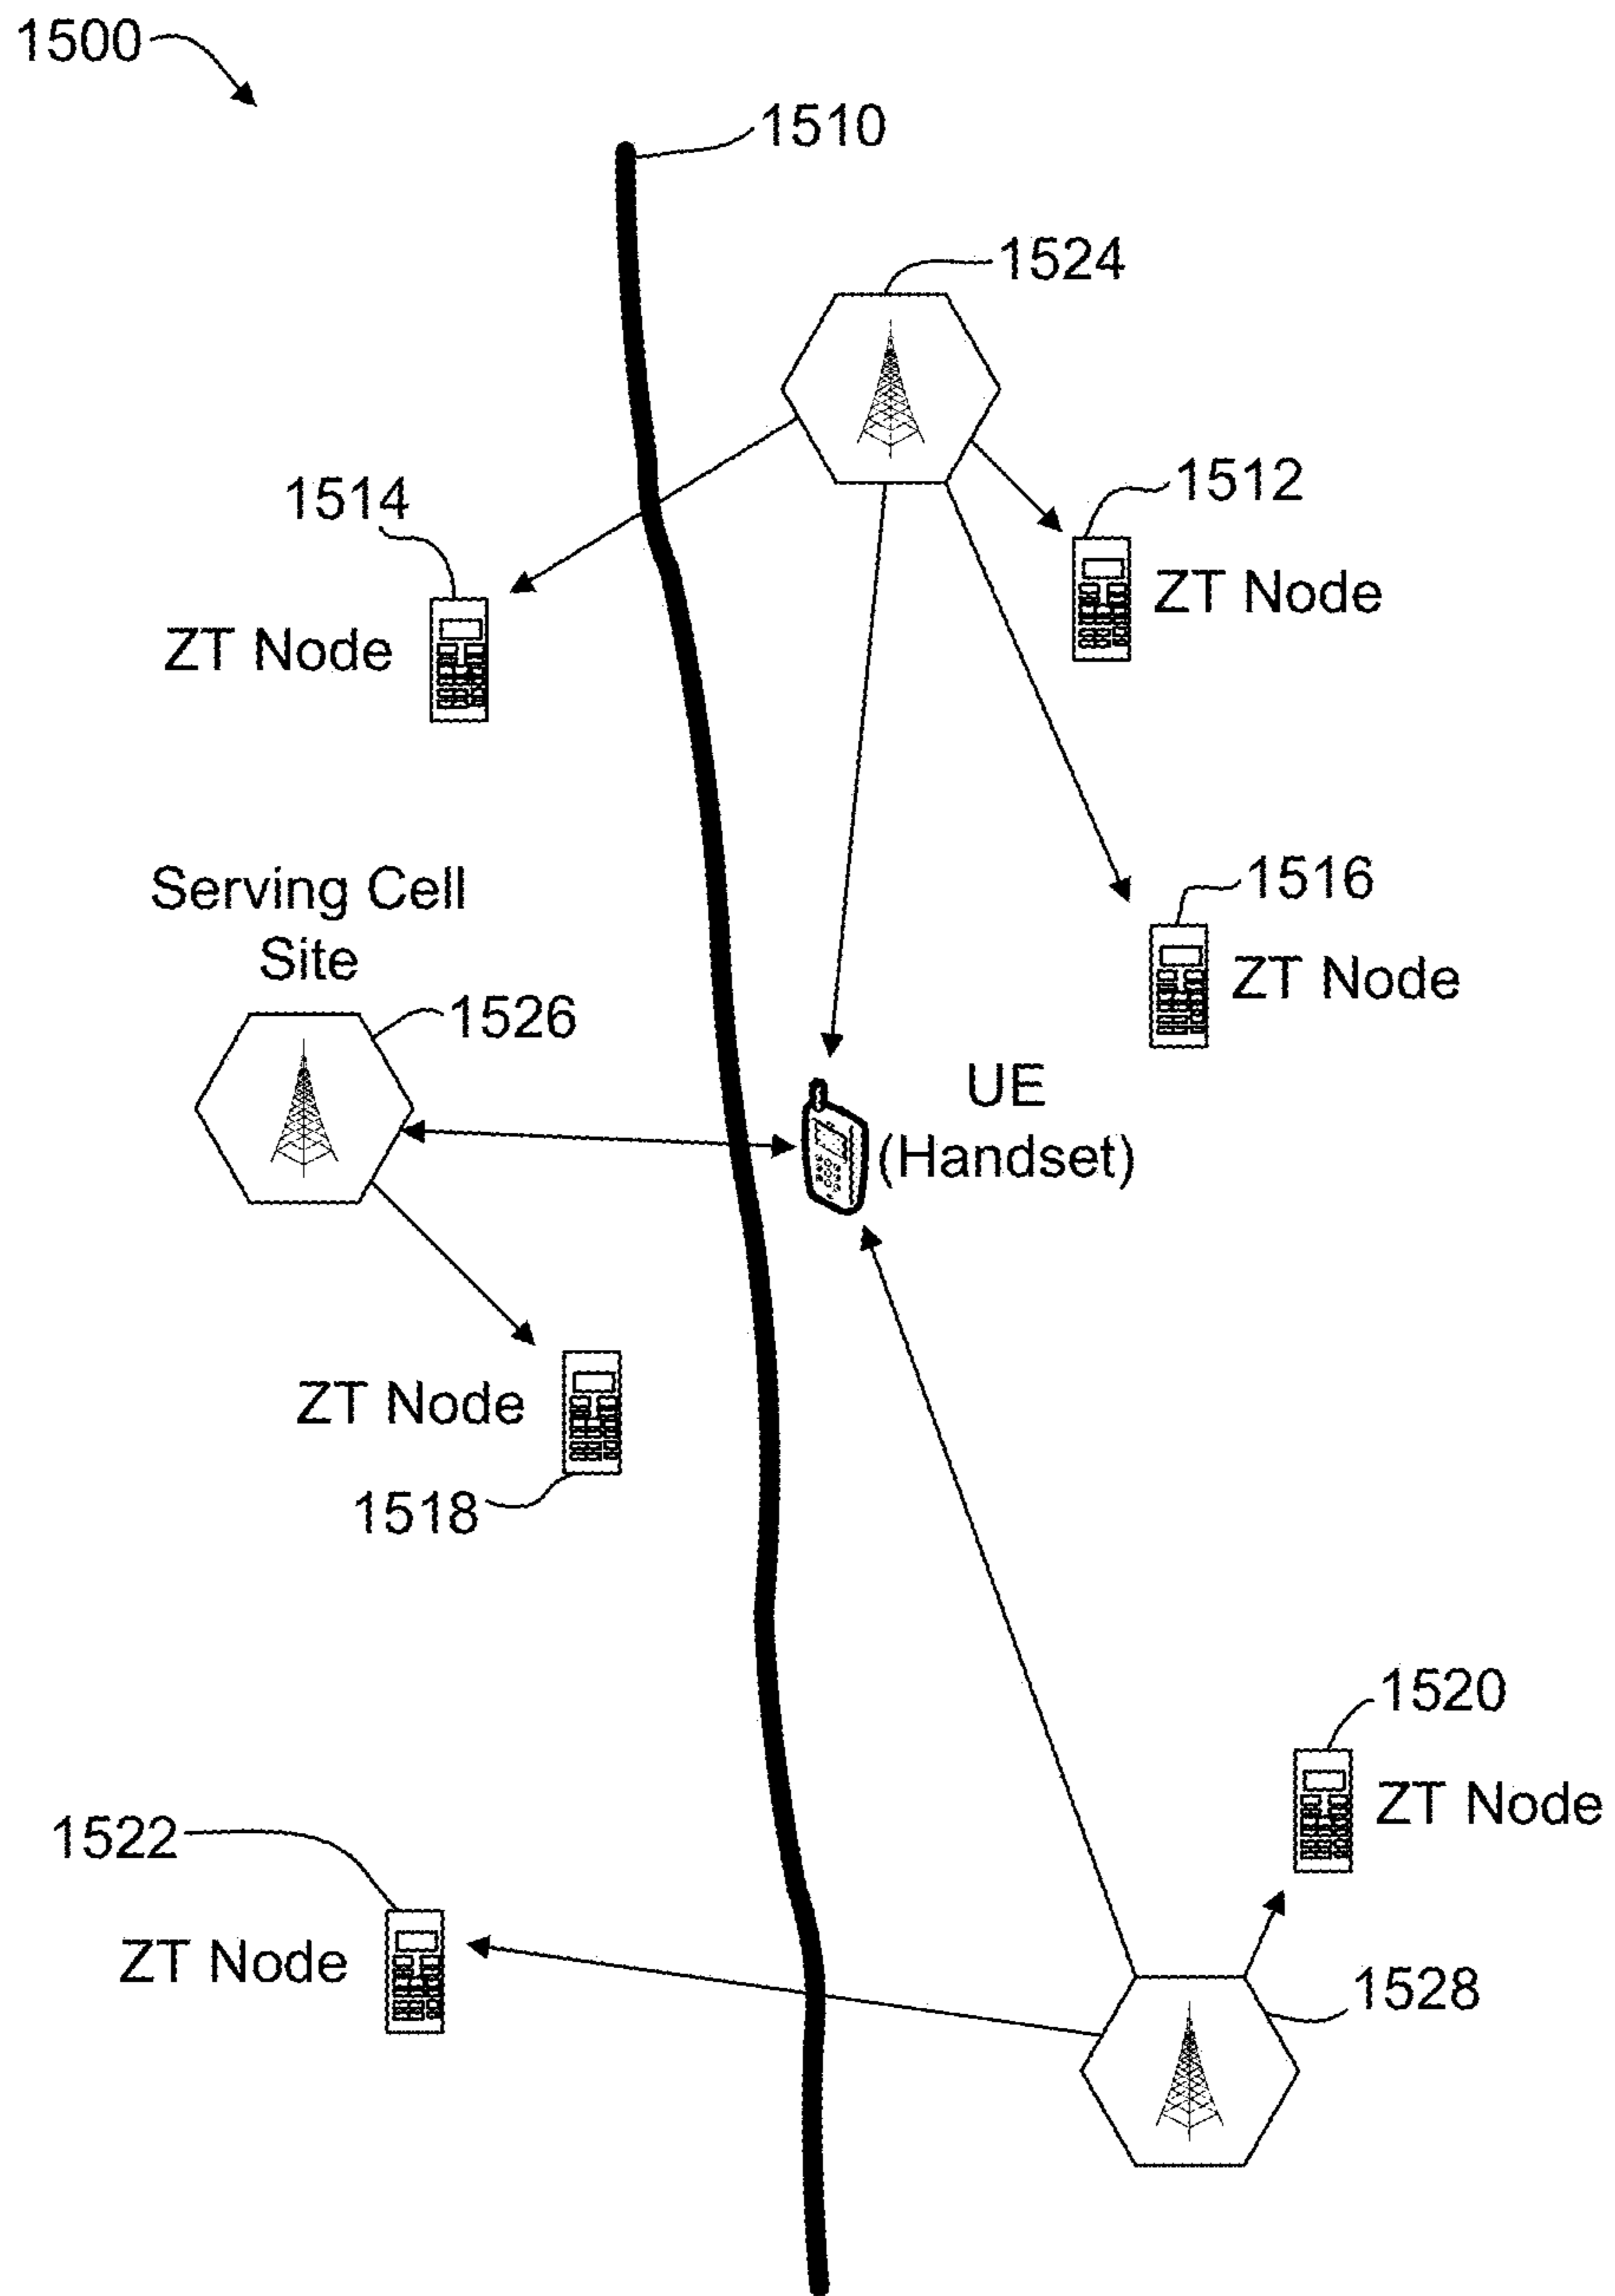 1500
1510
1524
1512
1514
ZT Node
ZT Node
1516
Serving Cell
Site
ZT Node
1526
UE
(Handset)
ZT Node
1518
1520
ZT Node
1522
ZT Node
1528